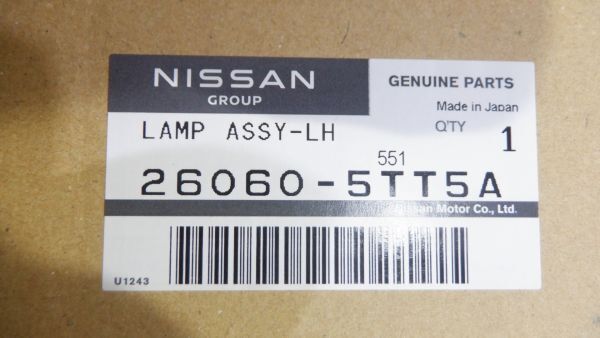 NISSAN
GROUP
GENUINE PARTS
Made in Japan
LAMP ASSY-LH
Q'TY 1
551
26060-5TT5A
Nissan Motor Co., Ltd.
U1243